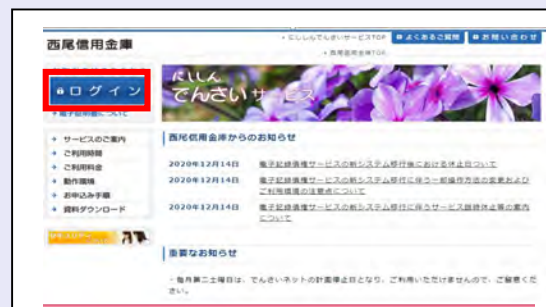 西尾信用金庫
・にしんでんさいサービスTOP
よくあるご質問
お問い合わせ
・西尾信用金庫TOP
ログイン
電子証明書について
にしん
でんさいサービス
サービスのご案内
ご利用時間
ご利用料金
動作環境
お申込み手順
資料ダウンロード
西尾信用金庫からのお知らせ
2020年12月14日 電子記録債権サービスの新システム移行後における休止日ついて
2020年12月14日 電子記録債権サービスの新システム移行に伴う一部操作方法の変更および
ご利用環境の注意点について
2020年12月14日 電子記録債権サービスの新システム移行に伴うサービス臨時休止等の案内
について
重要なお知らせ
・毎月第二土曜日は、でんさいネットの計画停止日となり、ご利用いただけませんので、ご留意くだ
さい。